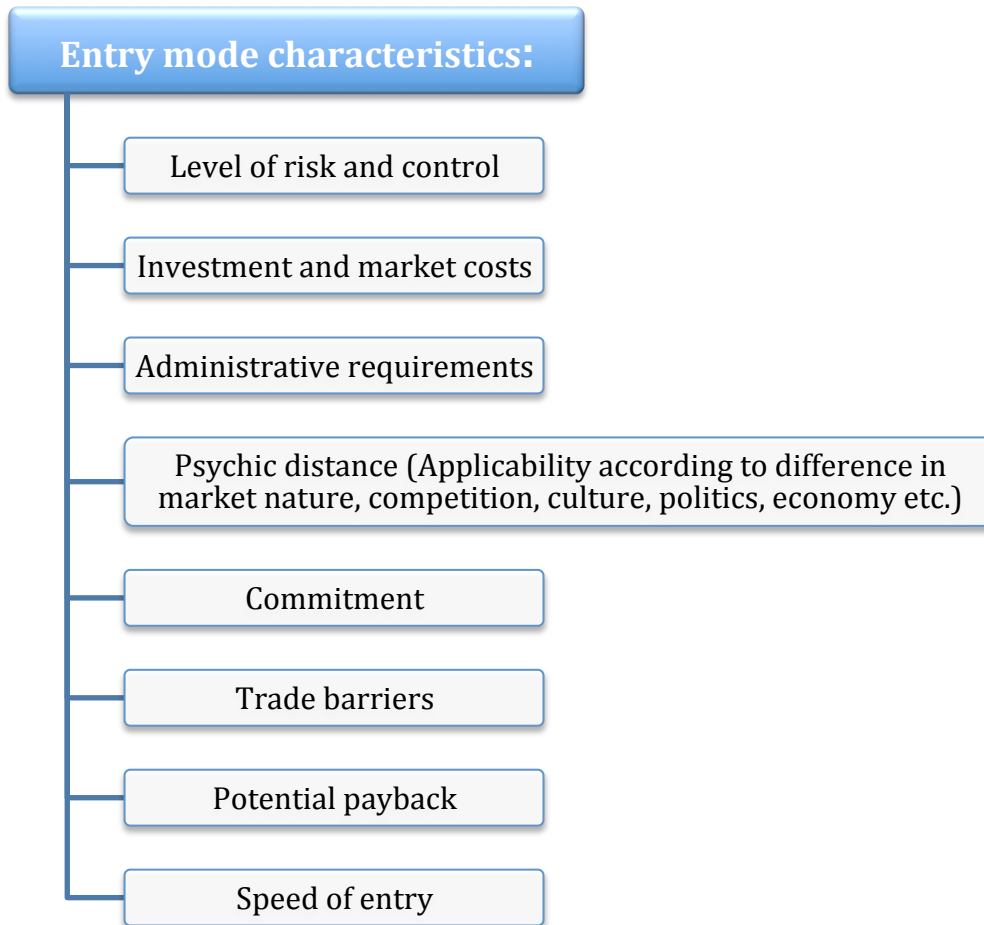 Entry mode characteristics:
Level of risk and control
Investment and market costs
Administrative requirements
Psychic distance (Applicability according to difference in
market nature, competition, culture, politics, economy etc.)
Commitment
Trade barriers
Potential payback
Speed of entry